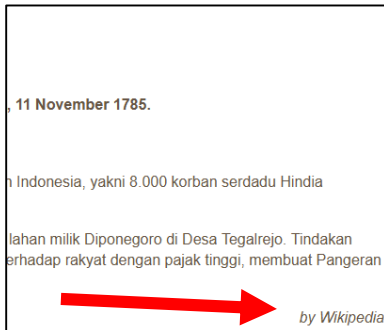 , 11 November 1785.
n Indonesia, yakni 8.000 korban serdadu Hindia
lahan milik Diponegoro di Desa Tegalrejo. Tindakan
erhadap rakyat dengan pajak tinggi, membuat Pangeran
by Wikipedia